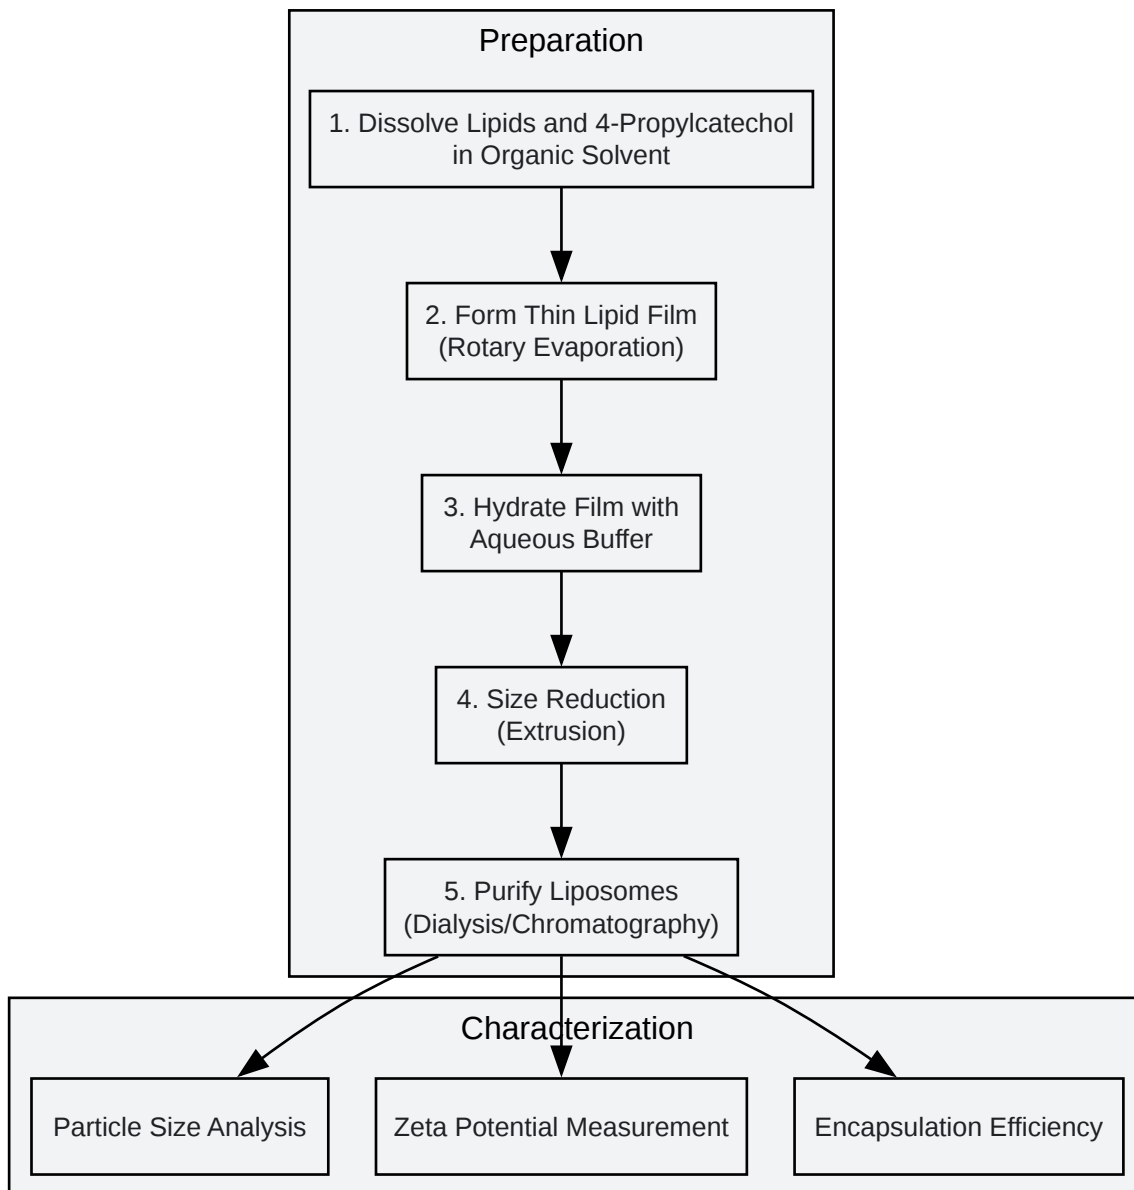 Preparation
1. Dissolve Lipids and 4-Propylcatechol
in Organic Solvent
2. Form Thin Lipid Film
(Rotary Evaporation)
3. Hydrate Film with
Aqueous Buffer
4. Size Reduction
(Extrusion)
5. Purify Liposomes
(Dialysis/Chromatography)
Characterization
Particle Size Analysis
Zeta Potential Measurement
Encapsulation Efficiency